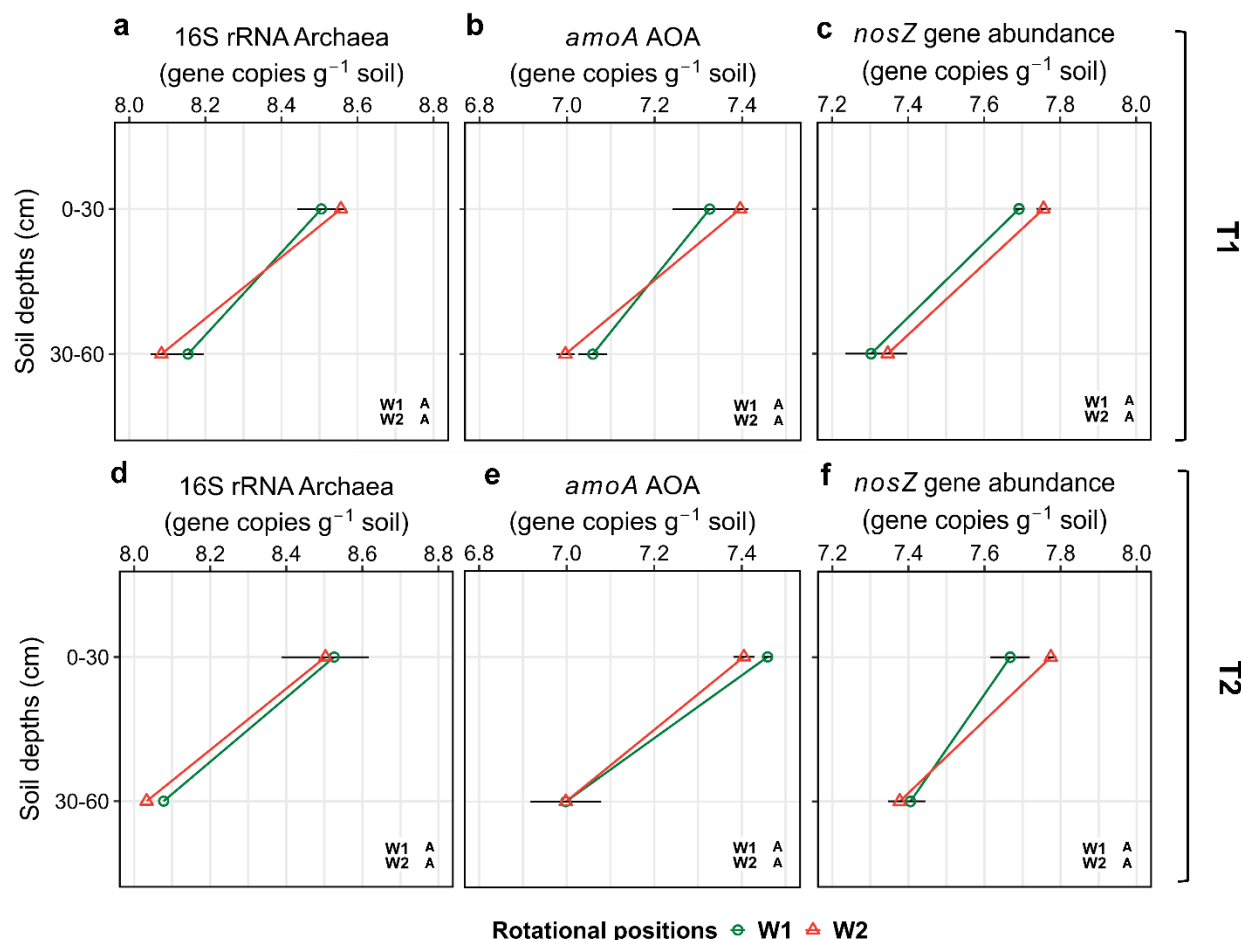 a
16S rRNA Archaea
(gene copies g⁻¹ soil)
8.0 8.2 8.4 8.6 8.8
b
amoA AOA
(gene copies g⁻¹ soil)
6.8 7.0 7.2 7.4
c
nosZ gene abundance
(gene copies g⁻¹ soil)
7.2 7.4 7.6 7.8 8.0
Soil depths (cm)
0-30
30-60
W1 A
W2 A
W1 A
W2 A
W1 A
W2 A
T1
d
16S rRNA Archaea
(gene copies g⁻¹ soil)
8.0 8.2 8.4 8.6 8.8
e
amoA AOA
(gene copies g⁻¹ soil)
6.8 7.0 7.2 7.4
f
nosZ gene abundance
(gene copies g⁻¹ soil)
7.2 7.4 7.6 7.8 8.0
Soil depths (cm)
0-30
30-60
W1 A
W2 A
W1 A
W2 A
W1 A
W2 A
T2
Rotational positions W1 W2